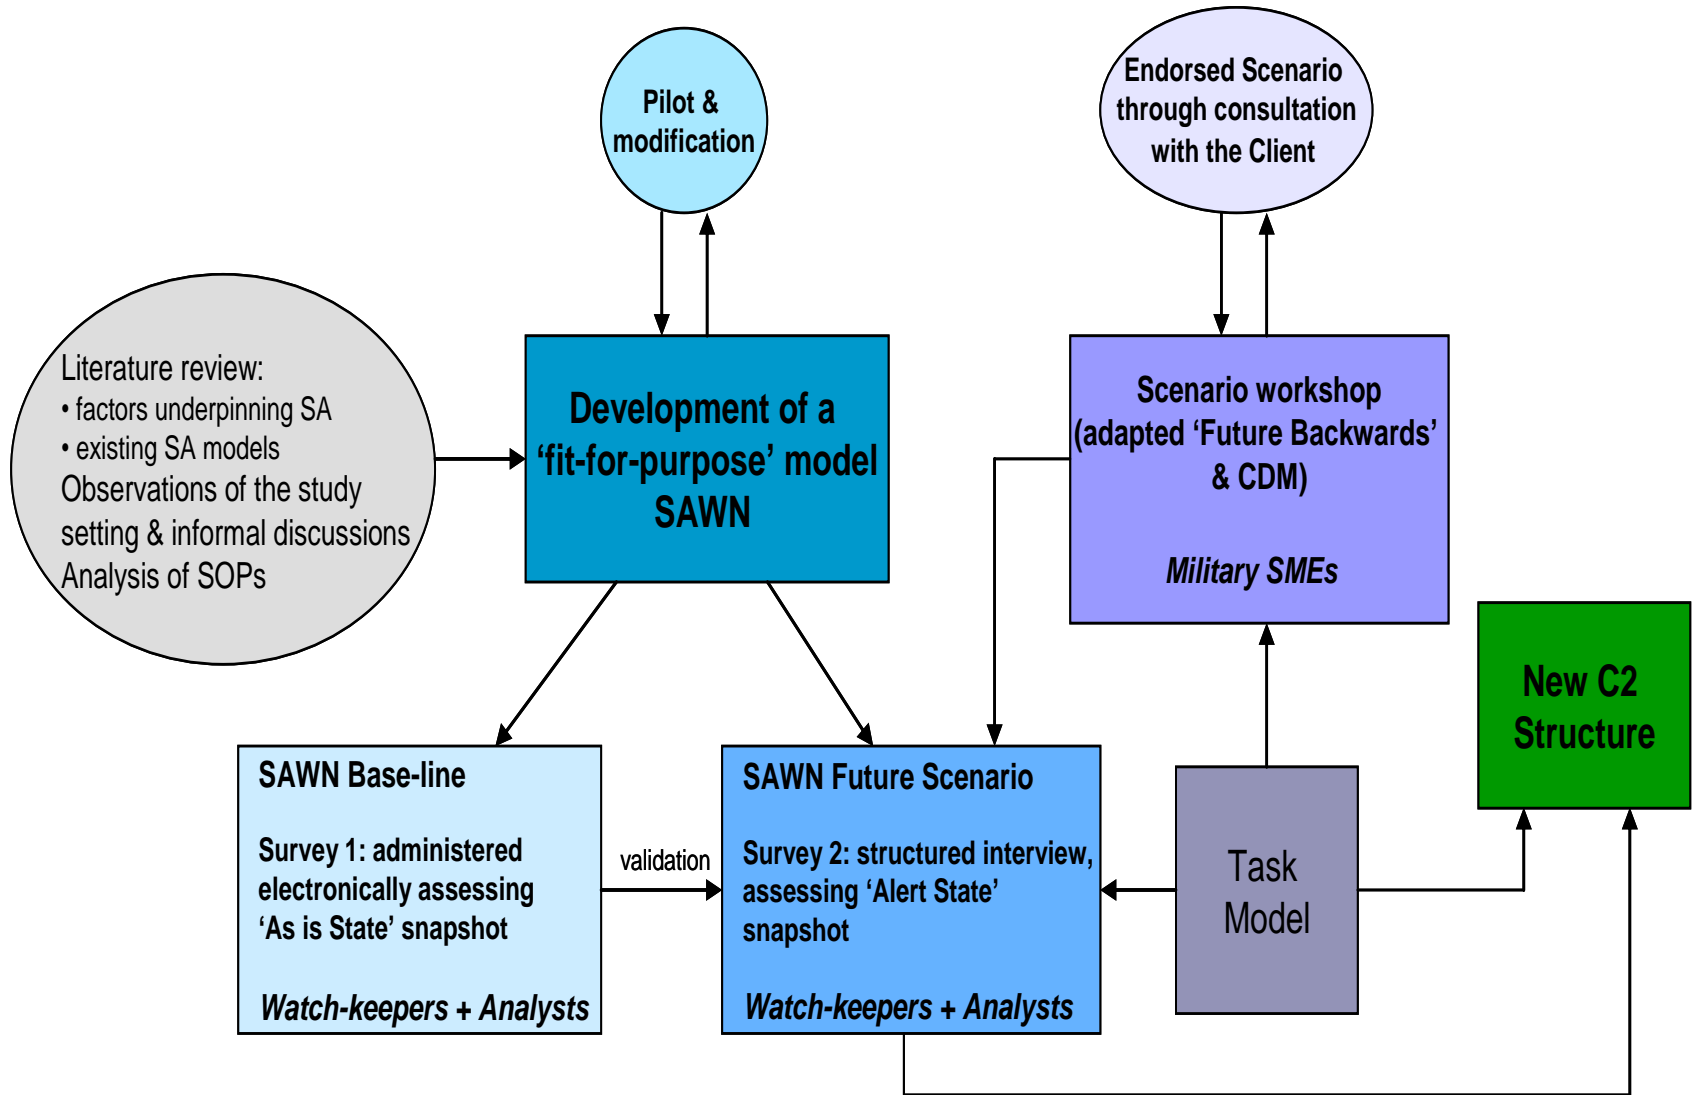 Pilot &
modification
Endorsed Scenario
through consultation
with the Client
Literature review:
• factors underpinning SA
• existing SA models
Observations of the study
setting & informal discussions
Analysis of SOPs
Development of a
‘fit-for-purpose’ model
SAWN
Scenario workshop
(adapted ‘Future Backwards’
& CDM)
Military SMEs
New C2
Structure
SAWN Base-line
Survey 1: administered
electronically assessing
‘As is State’ snapshot
Watch-keepers + Analysts
validation
SAWN Future Scenario
Survey 2: structured interview,
assessing ‘Alert State’
snapshot
Watch-keepers + Analysts
Task
Model